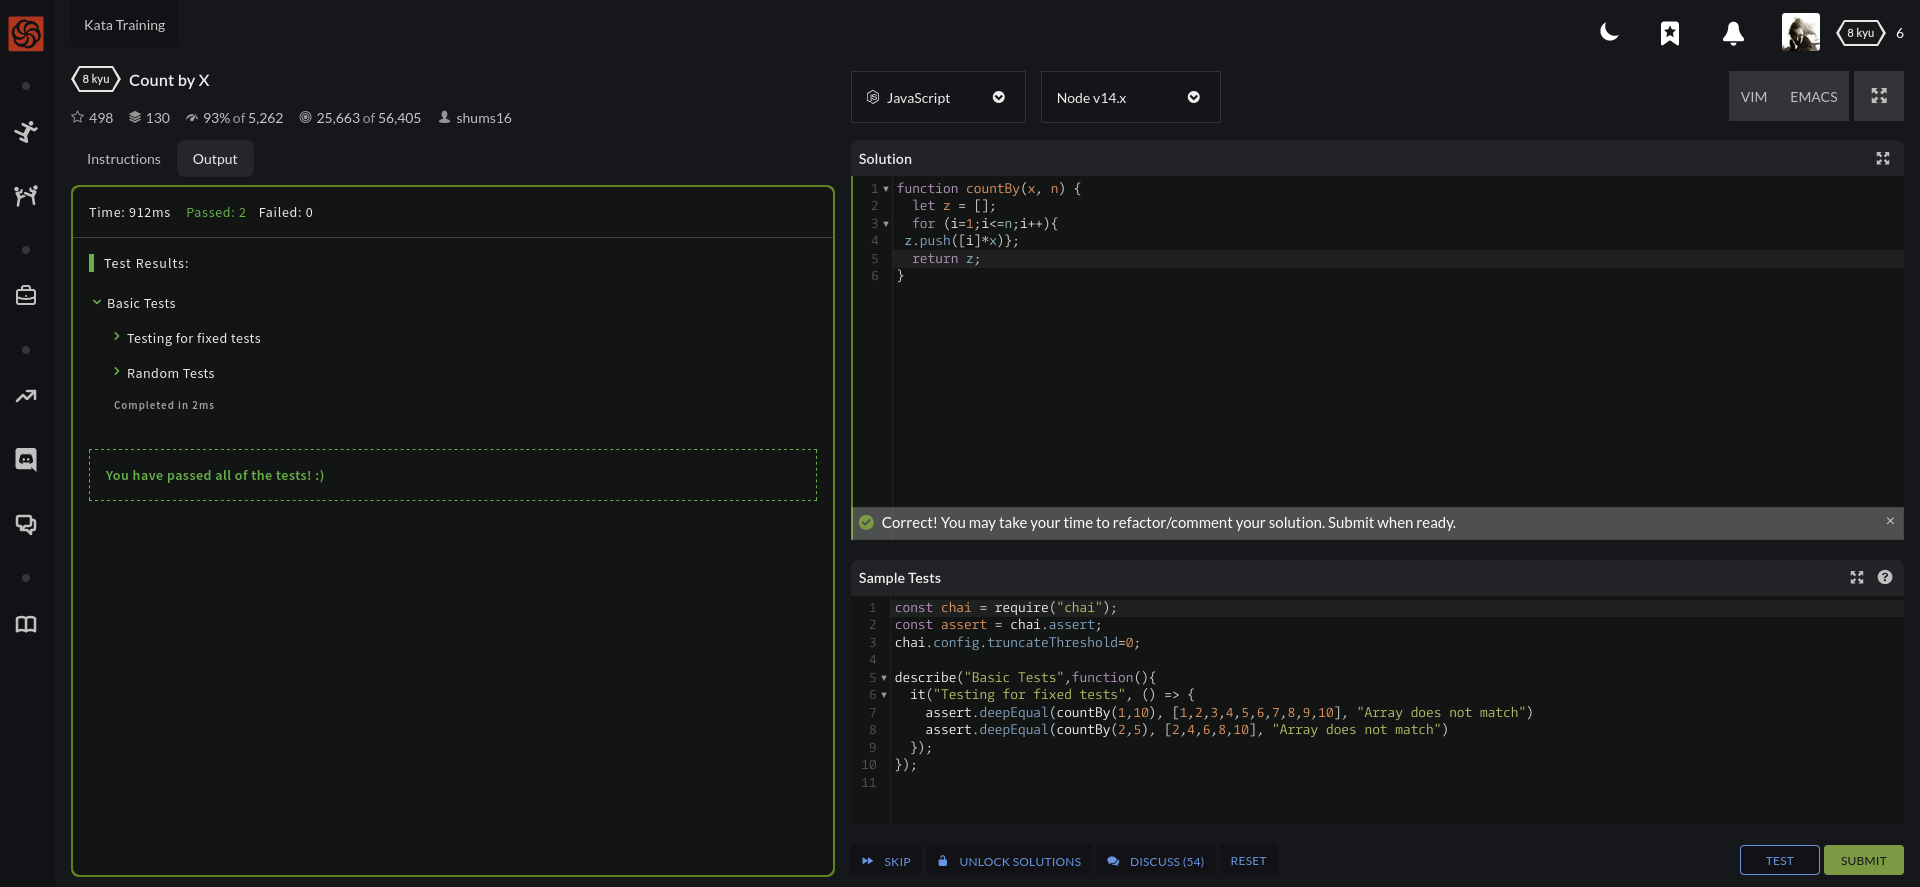 Kata Training
8 kyu
6
8 kyu
Count by X
498
130
93% of 5,262
25,663 of 56,405
shums16
JavaScript
Node v14.x
VIM
EMACS
Instructions
Output
Time: 912ms
Passed: 2
Failed: 0
Test Results:
Basic Tests
Testing for fixed tests
Random Tests
Completed in 2ms
You have passed all of the tests! :)
Solution
1 function countBy(x, n) {
2   let z = [];
3   for (i=1;i<=n;i++){
4  z.push([i]*x)};
5   return z;
6 }
Correct! You may take your time to refactor/comment your solution. Submit when ready.
×
Sample Tests
1 const chai = require("chai");
2 const assert = chai.assert;
3 chai.config.truncateThreshold=0;
4
5 describe("Basic Tests",function(){
6   it("Testing for fixed tests", () => {
7     assert.deepEqual(countBy(1,10), [1,2,3,4,5,6,7,8,9,10], "Array does not match")
8     assert.deepEqual(countBy(2,5), [2,4,6,8,10], "Array does not match")
9   });
10 });
11
SKIP
UNLOCK SOLUTIONS
DISCUSS (54)
RESET
TEST
SUBMIT